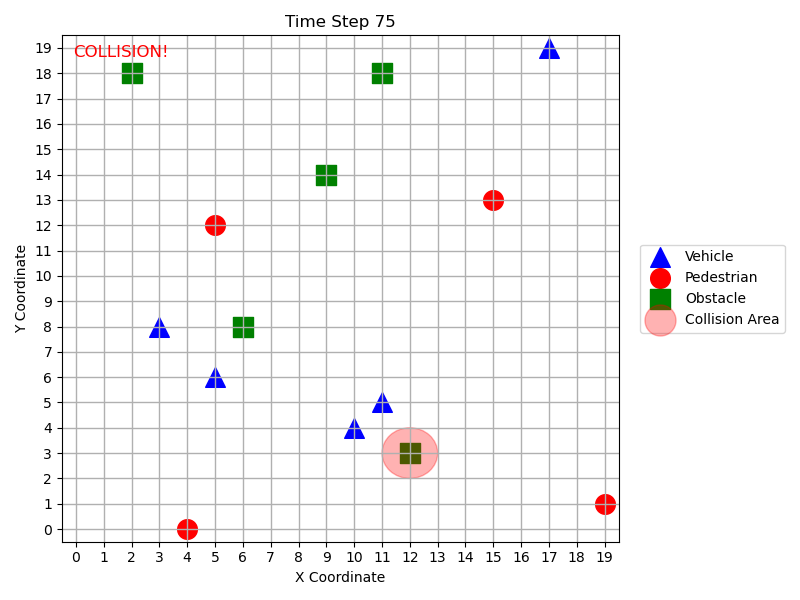 Time Step 75
COLLISION!
19
18
17
16
15
14
13
12
11
10
9
8
7
6
5
4
3
2
1
0
Y Coordinate
0 1 2 3 4 5 6 7 8 9 10 11 12 13 14 15 16 17 18 19
X Coordinate
Vehicle
Pedestrian
Obstacle
Collision Area